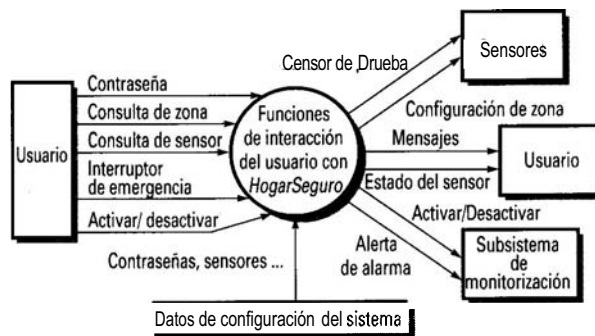 Usuario
Contraseña
Consulta de zona
Consulta de sensor
Interruptor
de emergencia
Activar/ desactivar
Contraseñas, sensores ...
Funciones
de interacción
del usuario con
HogarSeguro
Censor de ,Drueba
Sensores
Configuración de zona
Mensajes
Usuario
Estado del sensor
Activar/Desactivar
Alerta
de alarma
Subsistema
de
monitorización
Datos de configuración del sistema